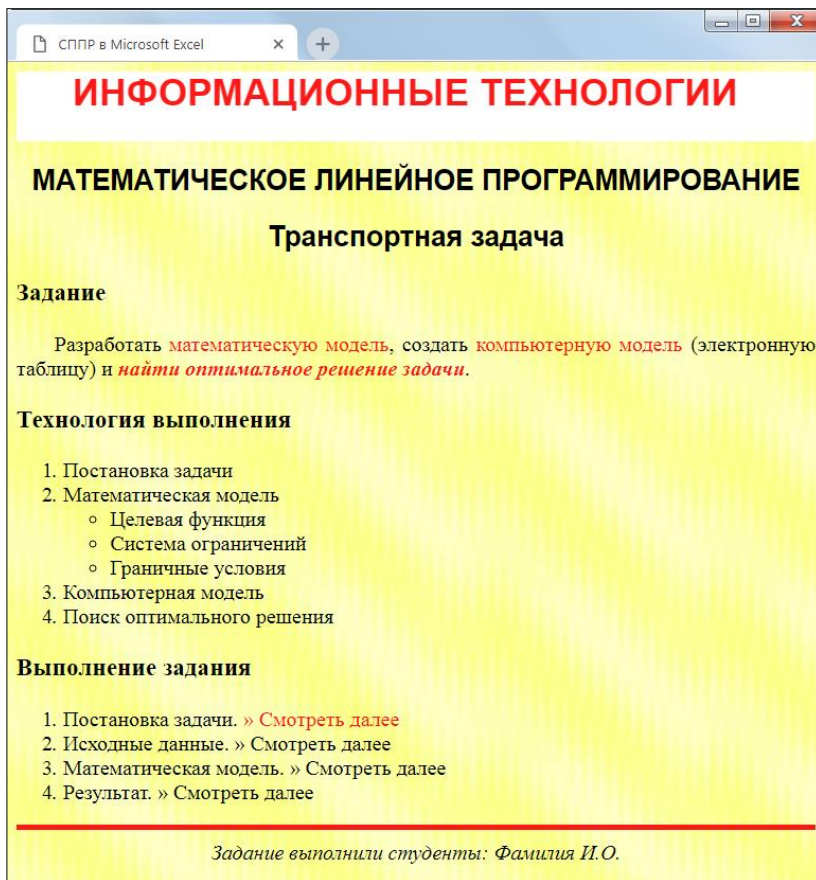 СППР в Microsoft Excel
ИНФОРМАЦИОННЫЕ ТЕХНОЛОГИИ
МАТЕМАТИЧЕСКОЕ ЛИНЕЙНОЕ ПРОГРАММИРОВАНИЕ
Транспортная задача
Задание
Разработать математическую модель, создать компьютерную модель (электронную
таблицу) и найти оптимальное решение задачи.
Технология выполнения
1. Постановка задачи
2. Математическая модель
Целевая функция
Система ограничений
Граничные условия
3. Компьютерная модель
4. Поиск оптимального решения
Выполнение задания
1. Постановка задачи. » Смотреть далее
2. Исходные данные. » Смотреть далее
3. Математическая модель. » Смотреть далее
4. Результат. » Смотреть далее
Задание выполнили студенты: Фамилия И.О.